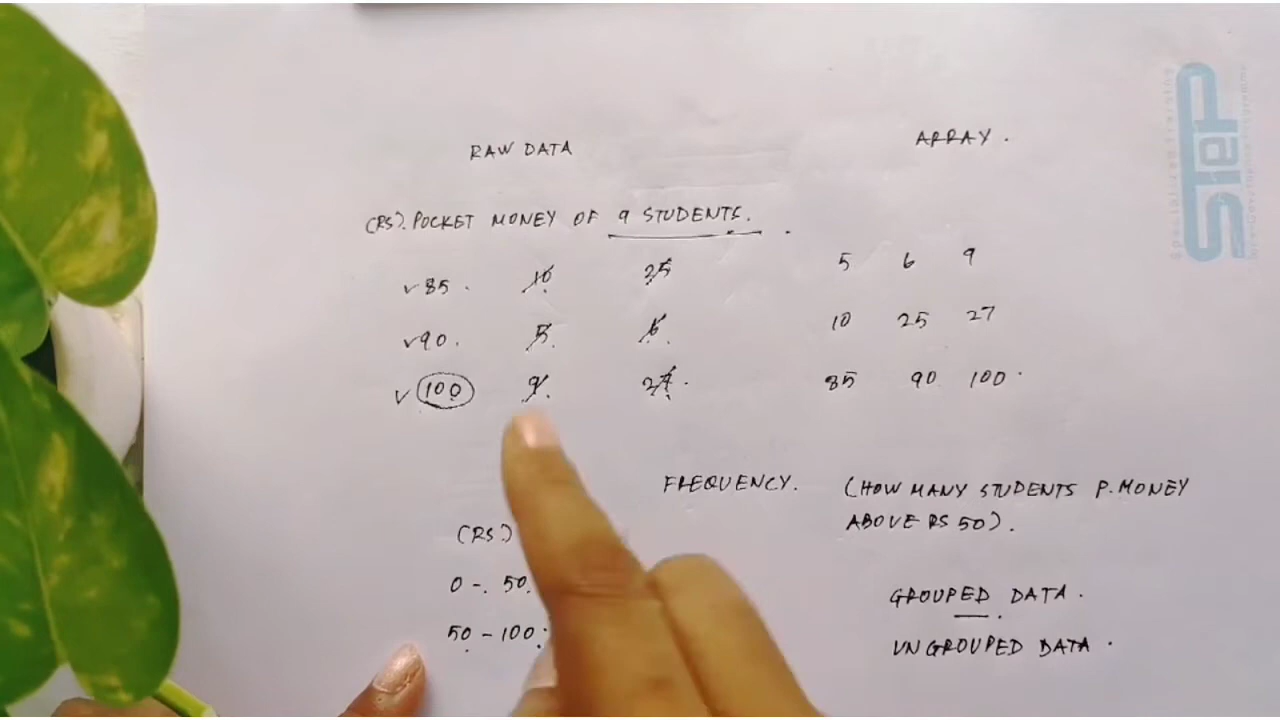 RAW DATA
ARRAY.
(RS). POCKET MONEY OF 9 STUDENTS.
85. 10 25
90. 5. 6.
100 9. 27.
5 6 9
10 25 27
85 90 100.
FREQUENCY. (HOW MANY STUDENTS P. MONEY
ABOVE RS 50).
(RS)
0 - 50.
50 - 100:
GROUPED DATA.
UNGROUPED DATA.
STeP